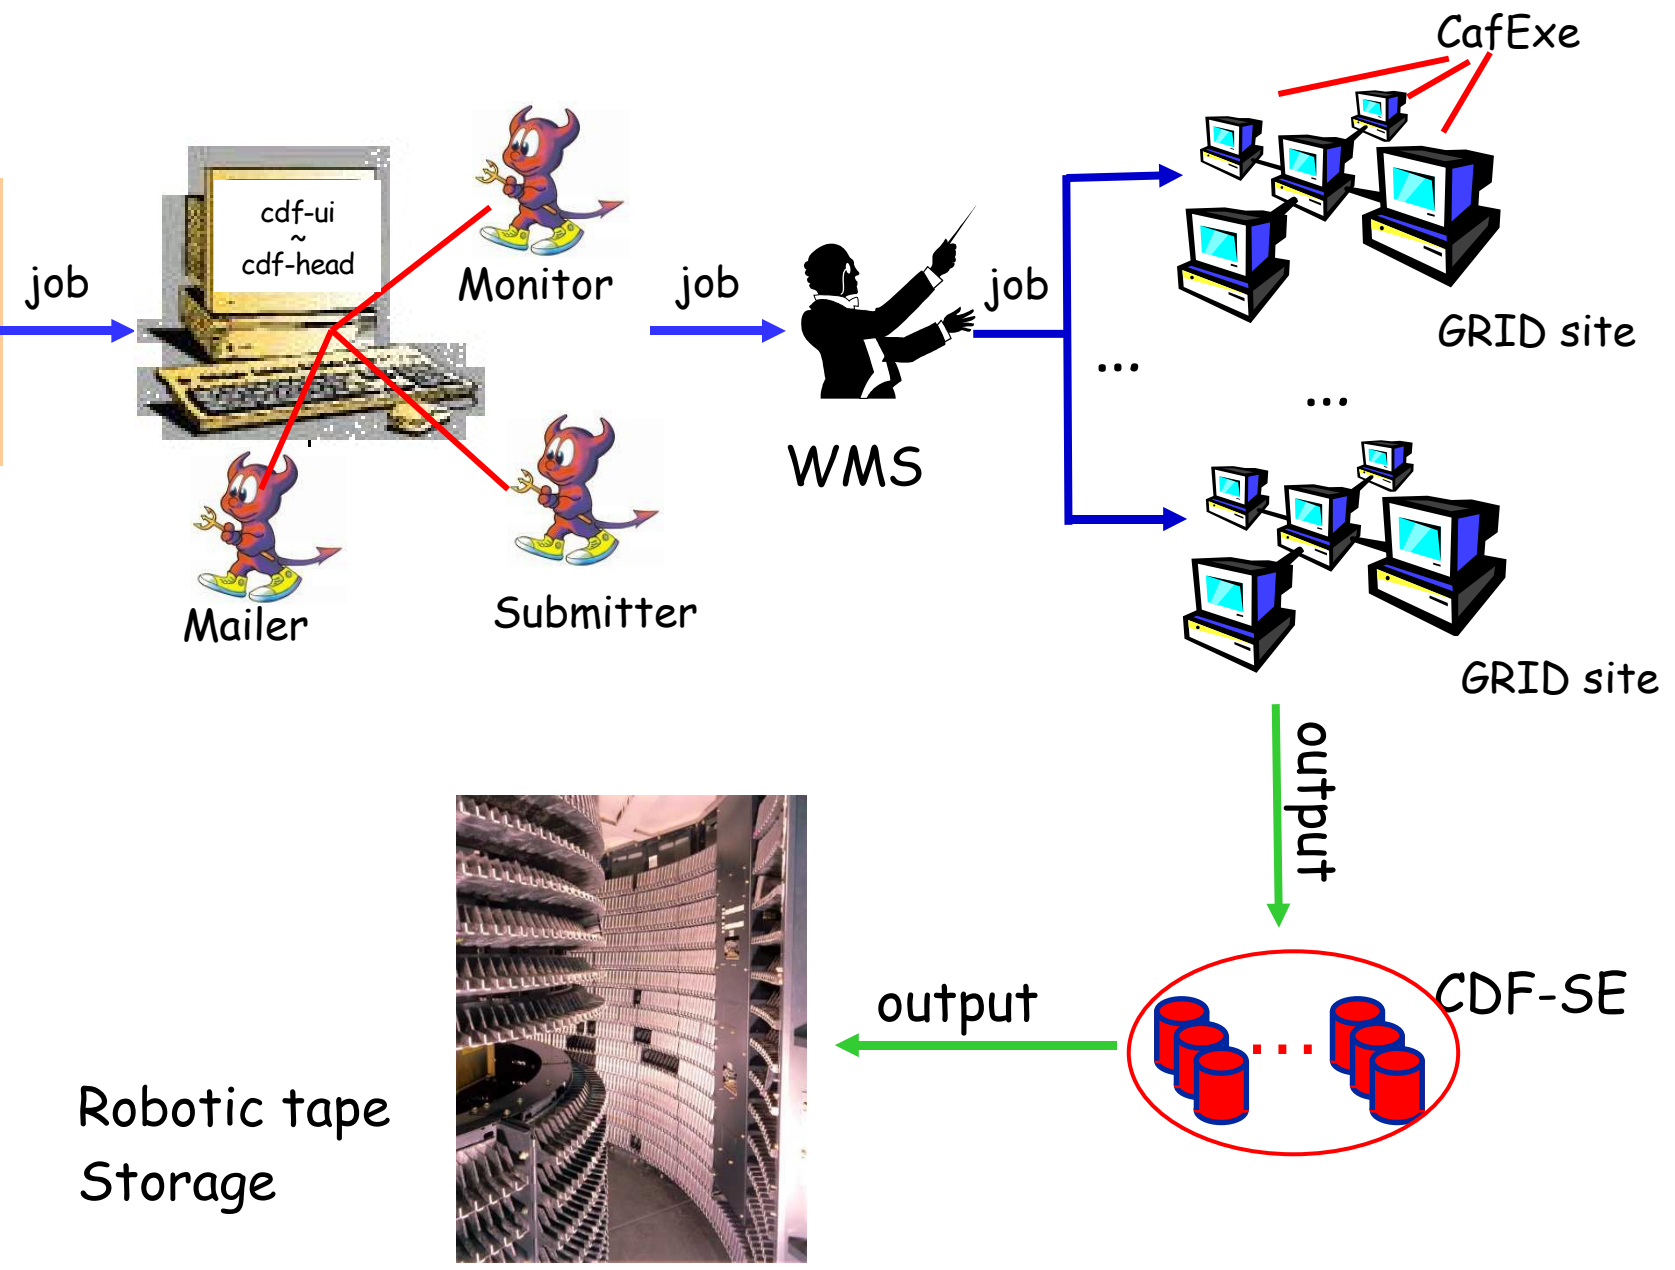 CafExe
cdf-ui
~
cdf-head
job
Monitor
job
job
GRID site
...
...
WMS
Mailer
Submitter
GRID site
output
output
CDF-SE
...
Robotic tape
Storage